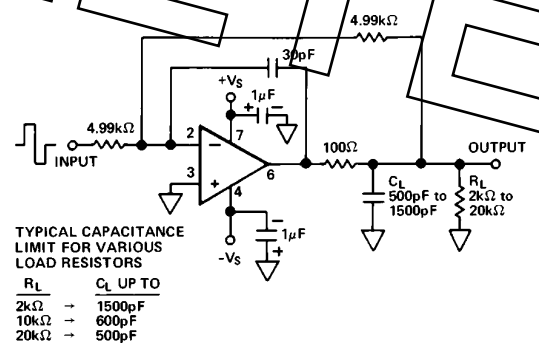 4.99kΩ
30pF
+VS
1µF
+ −
4.99kΩ
2
−
7
100Ω
OUTPUT
INPUT
6
3
+
4
CL
500pF to
1500pF
RL
2kΩ to
20kΩ
−
1µF
+
−VS
TYPICAL CAPACITANCE
LIMIT FOR VARIOUS
LOAD RESISTORS
RL CL UP TO
2kΩ → 1500pF
10kΩ → 600pF
20kΩ → 500pF